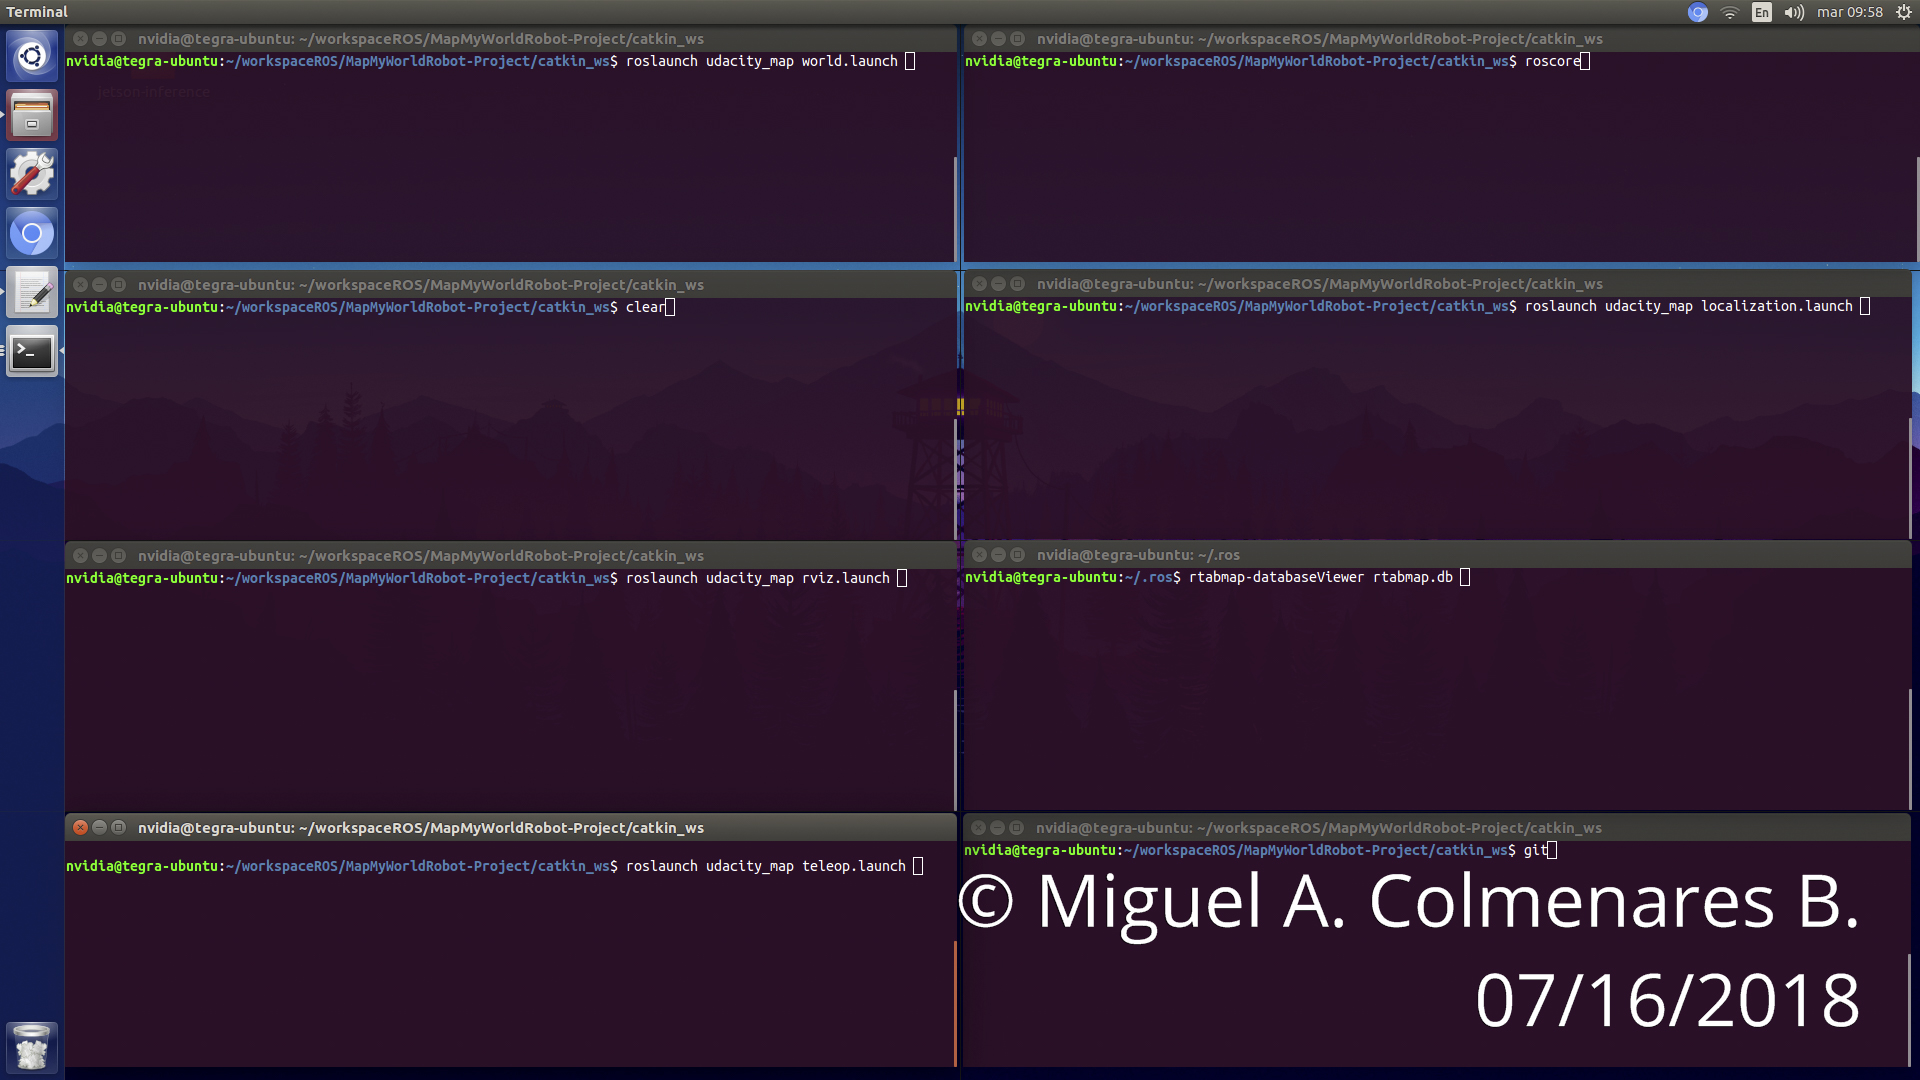 Terminal
En
mar 09:58
nvidia@tegra-ubuntu: ~/workspaceROS/MapMyWorldRobot-Project/catkin_ws
nvidia@tegra-ubuntu:~/workspaceROS/MapMyWorldRobot-Project/catkin_ws$ roslaunch udacity_map world.launch
jetson-inference
nvidia@tegra-ubuntu: ~/workspaceROS/MapMyWorldRobot-Project/catkin_ws
nvidia@tegra-ubuntu:~/workspaceROS/MapMyWorldRobot-Project/catkin_ws$ roscore
nvidia@tegra-ubuntu: ~/workspaceROS/MapMyWorldRobot-Project/catkin_ws
nvidia@tegra-ubuntu:~/workspaceROS/MapMyWorldRobot-Project/catkin_ws$ clear
nvidia@tegra-ubuntu: ~/workspaceROS/MapMyWorldRobot-Project/catkin_ws
nvidia@tegra-ubuntu:~/workspaceROS/MapMyWorldRobot-Project/catkin_ws$ roslaunch udacity_map localization.launch
nvidia@tegra-ubuntu: ~/workspaceROS/MapMyWorldRobot-Project/catkin_ws
nvidia@tegra-ubuntu:~/workspaceROS/MapMyWorldRobot-Project/catkin_ws$ roslaunch udacity_map rviz.launch
nvidia@tegra-ubuntu: ~/.ros
nvidia@tegra-ubuntu:~/.ros$ rtabmap-databaseViewer rtabmap.db
nvidia@tegra-ubuntu: ~/workspaceROS/MapMyWorldRobot-Project/catkin_ws
nvidia@tegra-ubuntu:~/workspaceROS/MapMyWorldRobot-Project/catkin_ws$ roslaunch udacity_map teleop.launch
nvidia@tegra-ubuntu: ~/workspaceROS/MapMyWorldRobot-Project/catkin_ws
nvidia@tegra-ubuntu:~/workspaceROS/MapMyWorldRobot-Project/catkin_ws$ git
© Miguel A. Colmenares B.
07/16/2018